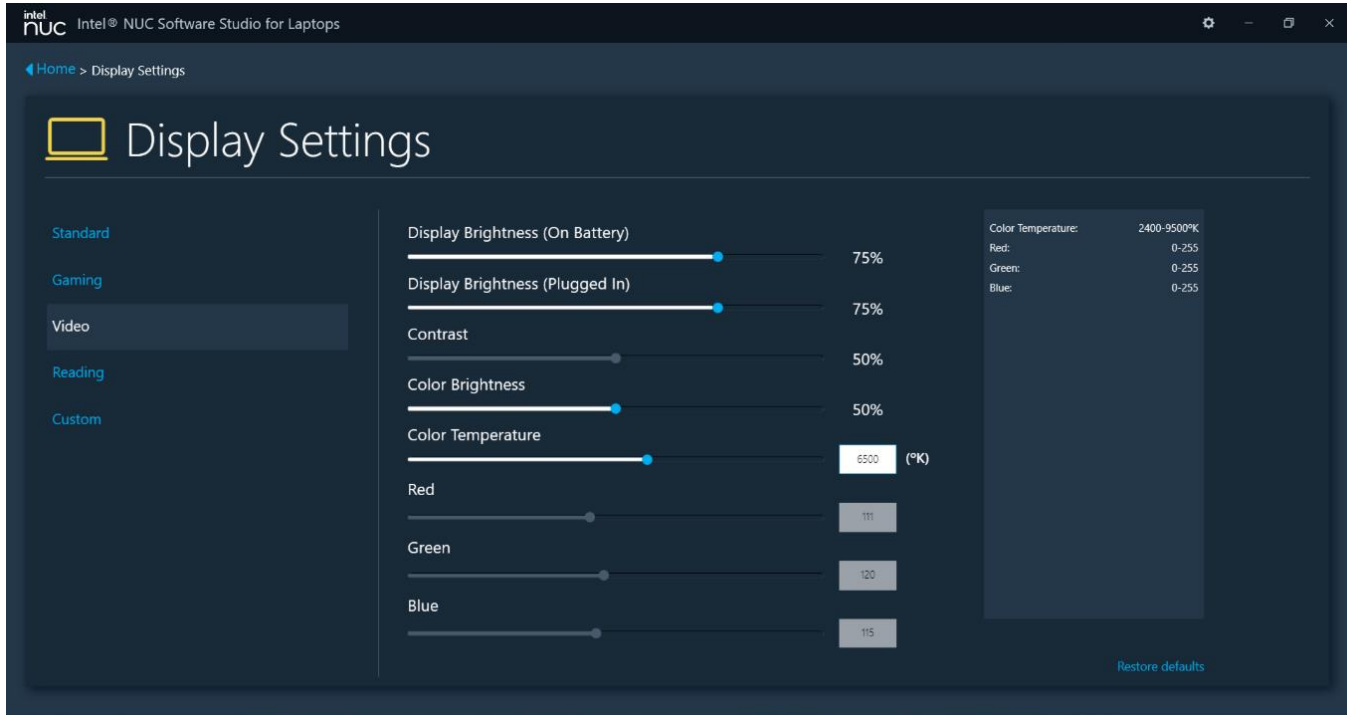 intel
nuc Intel® NUC Software Studio for Laptops
Home > Display Settings
Display Settings
Standard
Gaming
Video
Reading
Custom
Display Brightness (On Battery)
75%
Display Brightness (Plugged In)
75%
Contrast
50%
Color Brightness
50%
Color Temperature
6500 (°K)
Red
111
Green
120
Blue
115
Color Temperature: 2400-9500°K
Red: 0-255
Green: 0-255
Blue: 0-255
Restore defaults